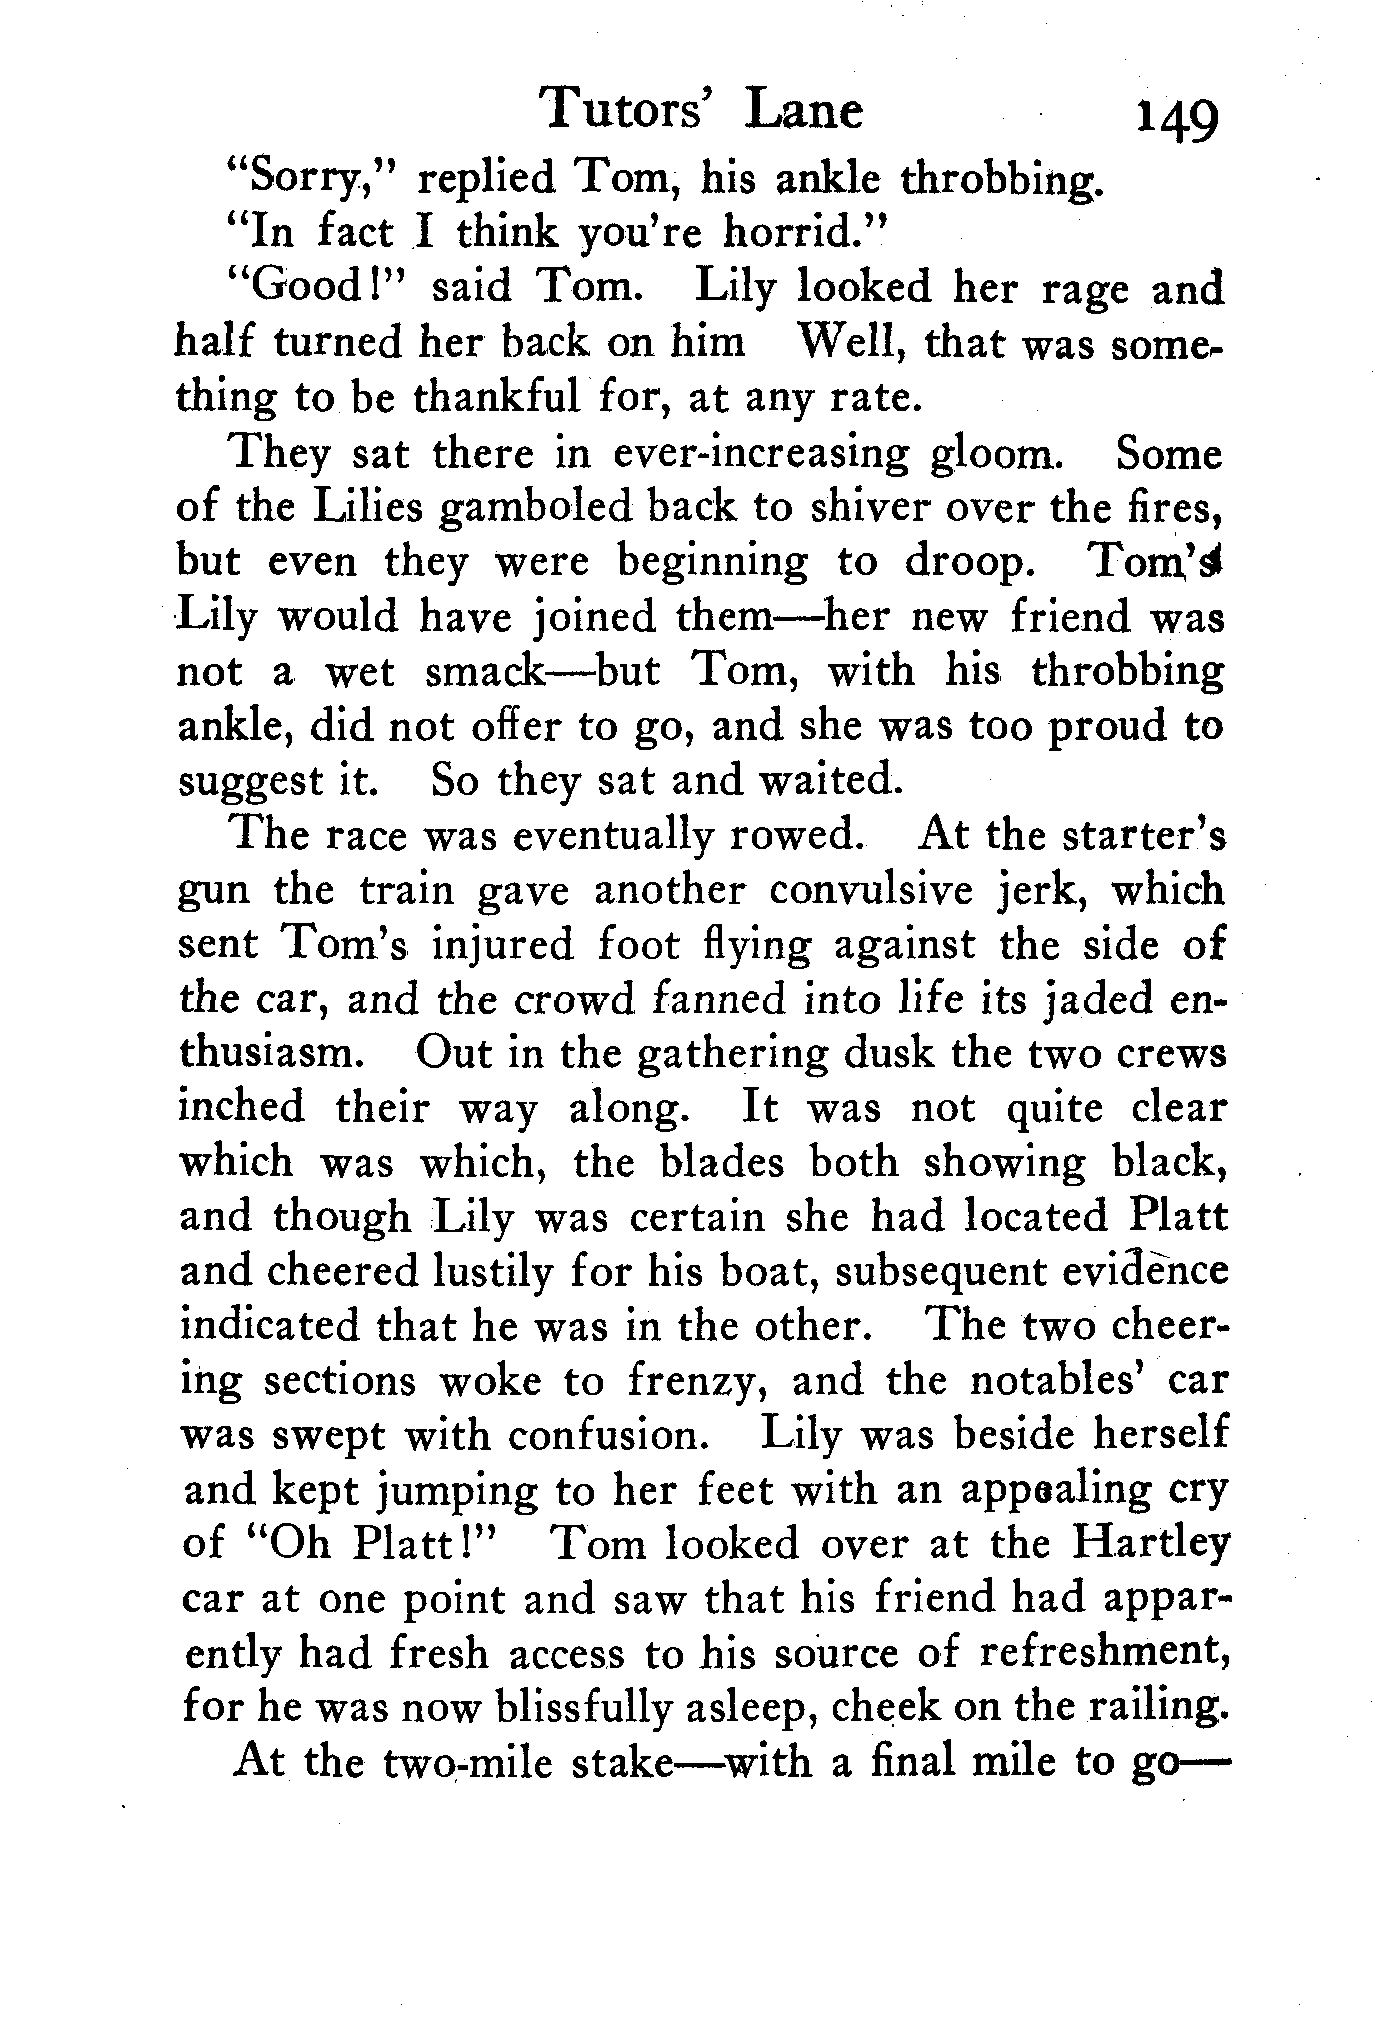 Tutors' Lane 149
"Sorry," replied Tom, his ankle throbbing.
"In fact I think you're horrid."
"Good!" said Tom. Lily looked her rage and
half turned her back on him Well, that was some-
thing to be thankful for, at any rate.
They sat there in ever-increasing gloom. Some
of the Lilies gamboled back to shiver over the fires,
but even they were beginning to droop. Tom's
Lily would have joined them—her new friend was
not a wet smack—but Tom, with his throbbing
ankle, did not offer to go, and she was too proud to
suggest it. So they sat and waited.
The race was eventually rowed. At the starter's
gun the train gave another convulsive jerk, which
sent Tom's injured foot flying against the side of
the car, and the crowd fanned into life its jaded en-
thusiasm. Out in the gathering dusk the two crews
inched their way along. It was not quite clear
which was which, the blades both showing black,
and though Lily was certain she had located Platt
and cheered lustily for his boat, subsequent evidence
indicated that he was in the other. The two cheer-
ing sections woke to frenzy, and the notables' car
was swept with confusion. Lily was beside herself
and kept jumping to her feet with an appealing cry
of "Oh Platt!" Tom looked over at the Hartley
car at one point and saw that his friend had appar-
ently had fresh access to his source of refreshment,
for he was now blissfully asleep, cheek on the railing.
At the two-mile stake—with a final mile to go—